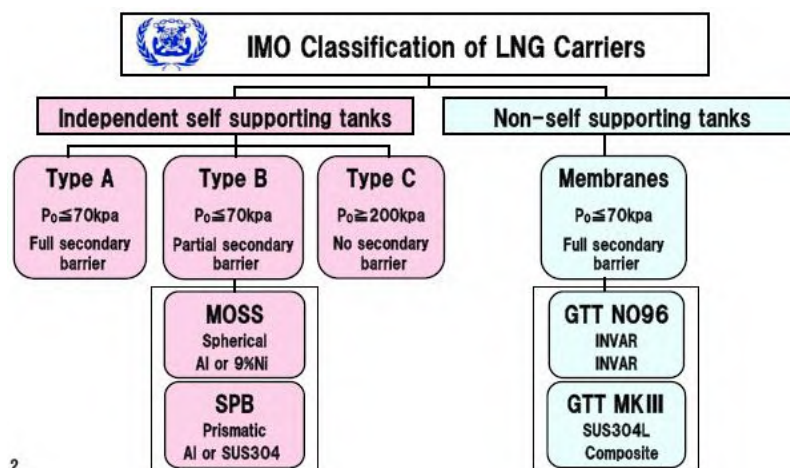 IMO Classification of LNG Carriers
Independent self supporting tanks
Non-self supporting tanks
Type A
P₀≦70kpa
Full secondary
barrier
Type B
P₀≦70kpa
Partial secondary
barrier
Type C
P₀≧200kpa
No secondary
barrier
Membranes
P₀≦70kpa
Full secondary
barrier
MOSS
Spherical
Al or 9%Ni
SPB
Prismatic
Al or SUS304
GTT NO96
INVAR
INVAR
GTT MKIII
SUS304L
Composite
2